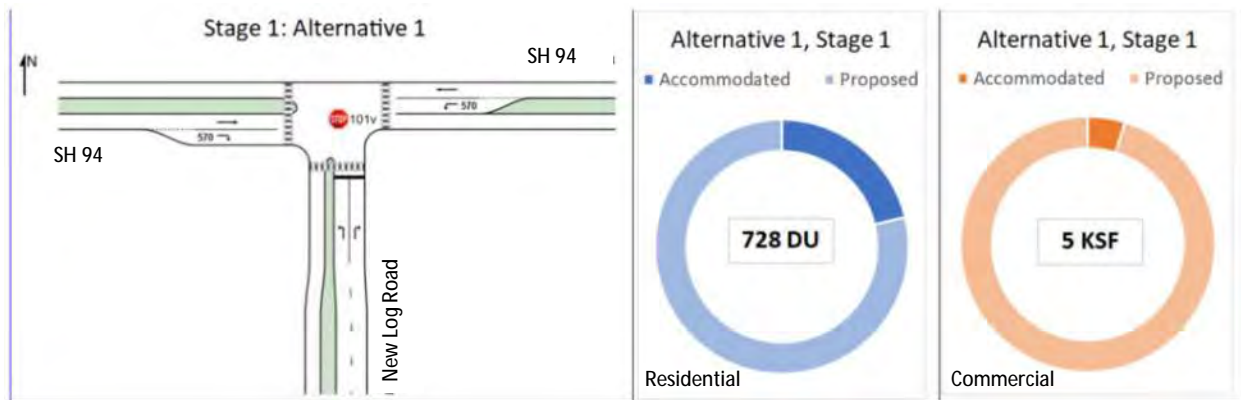 Stage 1: Alternative 1
N
SH 94
570
STOP 101v
570
SH 94
New Log Road
Alternative 1, Stage 1
Accommodated Proposed
728 DU
Residential
Alternative 1, Stage 1
Accommodated Proposed
5 KSF
Commercial